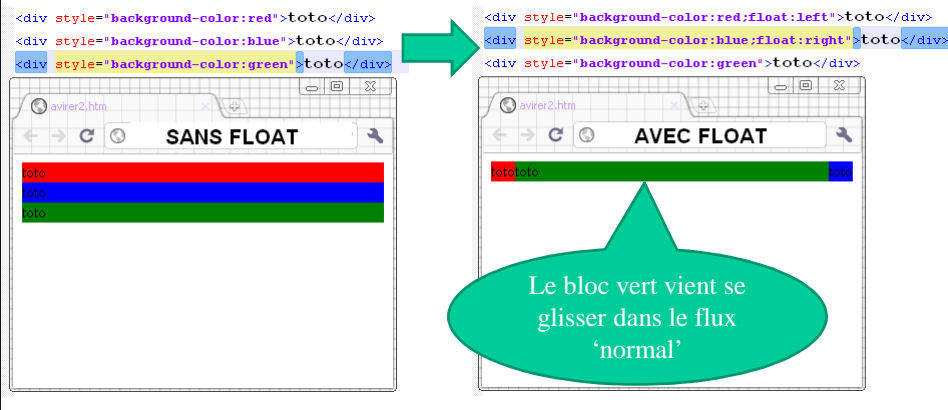 <div style="background-color:red">toto</div>
<div style="background-color:blue">toto</div>
<div style="background-color:green">toto</div>
avirer2.htm
SANS FLOAT
toto
toto
toto
<div style="background-color:red;float:left">toto</div>
<div style="background-color:blue;float:right">toto</div>
<div style="background-color:green">toto</div>
avirer2.htm
AVEC FLOAT
totototo toto
Le bloc vert vient se
glisser dans le flux
‘normal’